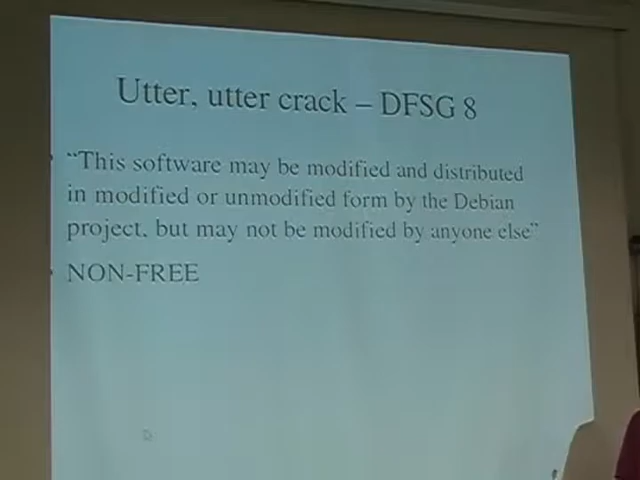 Utter, utter crack – DFSG 8
“This software may be modified and distributed
in modified or unmodified form by the Debian
project, but may not be modified by anyone else”
NON-FREE